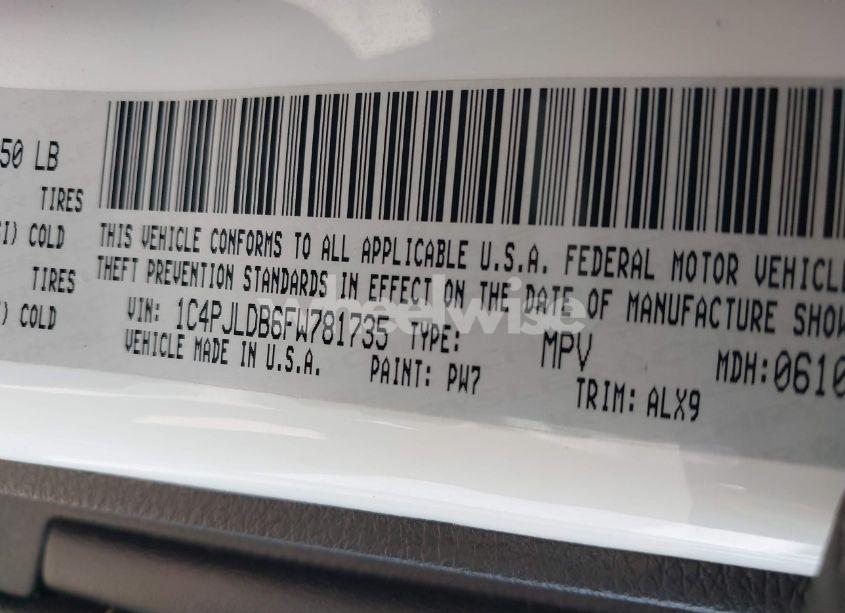 50 LB
TIRES
I) COLD
TIRES
) COLD
THIS VEHICLE CONFORMS TO ALL APPLICABLE U.S.A. FEDERAL MOTOR VEHICLE
THEFT PREVENTION STANDARDS IN EFFECT ON THE DATE OF MANUFACTURE SHOW
VIN: 1C4PJLDB6FW781735 TYPE: MPV MDH: 0610
VEHICLE MADE IN U.S.A. PAINT: PW7 TRIM: ALX9
wheelwise